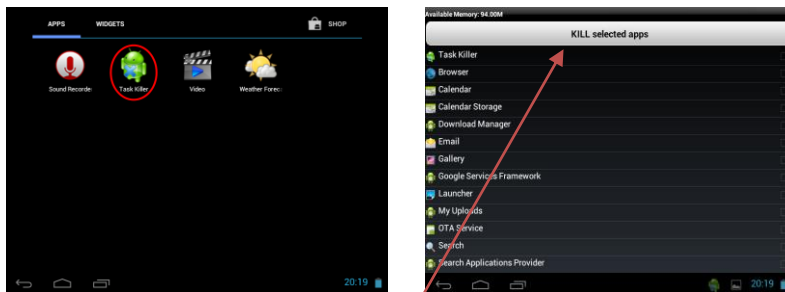 APPS WIDGETS SHOP
Sound Recorde Task Killer Video Weather Forec
20:19
Available Memory: 94.00M
KILL selected apps
Task Killer
Browser
Calendar
Calendar Storage
Download Manager
Email
Gallery
Google Services Framework
Launcher
My Uploads
OTA Service
Search
Search Applications Provider
20:19